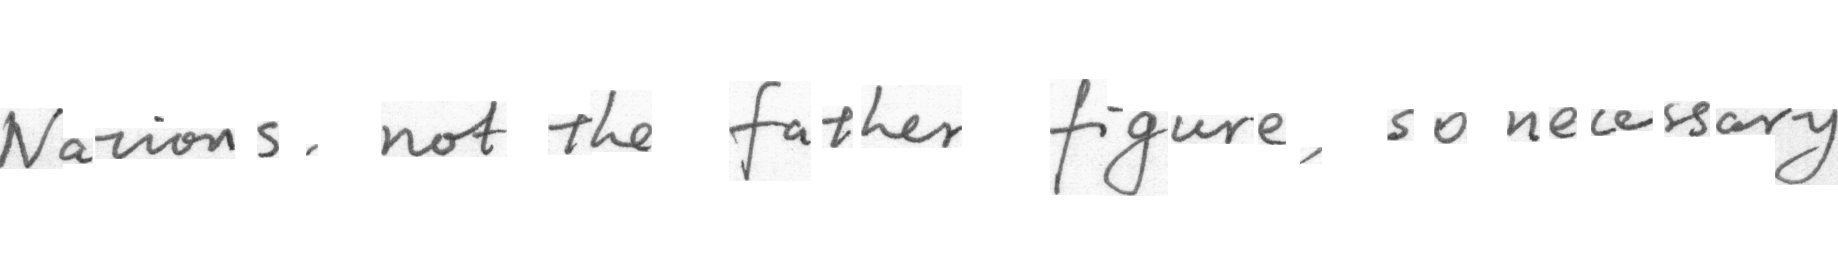 Nations. not the father figure, so necessary